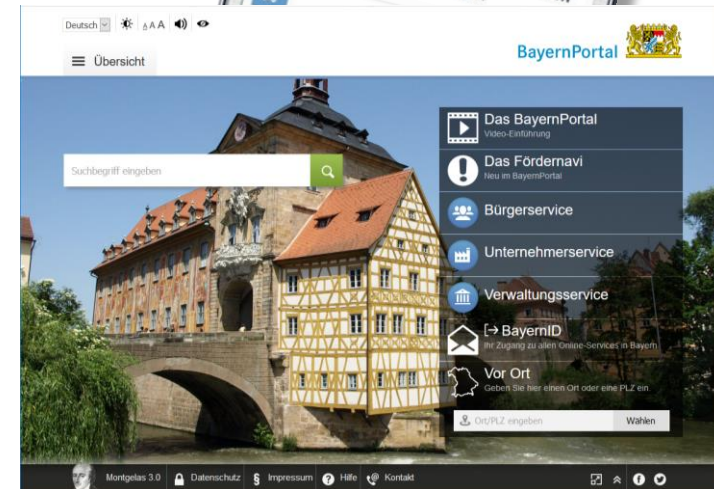 Deutsch
A A A
Übersicht
BayernPortal
Suchbegriff eingeben
Das BayernPortal
Video-Einführung
Das Fördernavi
Neu im BayernPortal
Bürgerservice
Unternehmerservice
Verwaltungsservice
BayernID
Ihr Zugang zu allen Online-Services in Bayern
Vor Ort
Geben Sie hier einen Ort oder eine PLZ ein.
Ort/PLZ eingeben Wählen
Montgelas 3.0 Datenschutz § Impressum ? Hilfe Kontakt